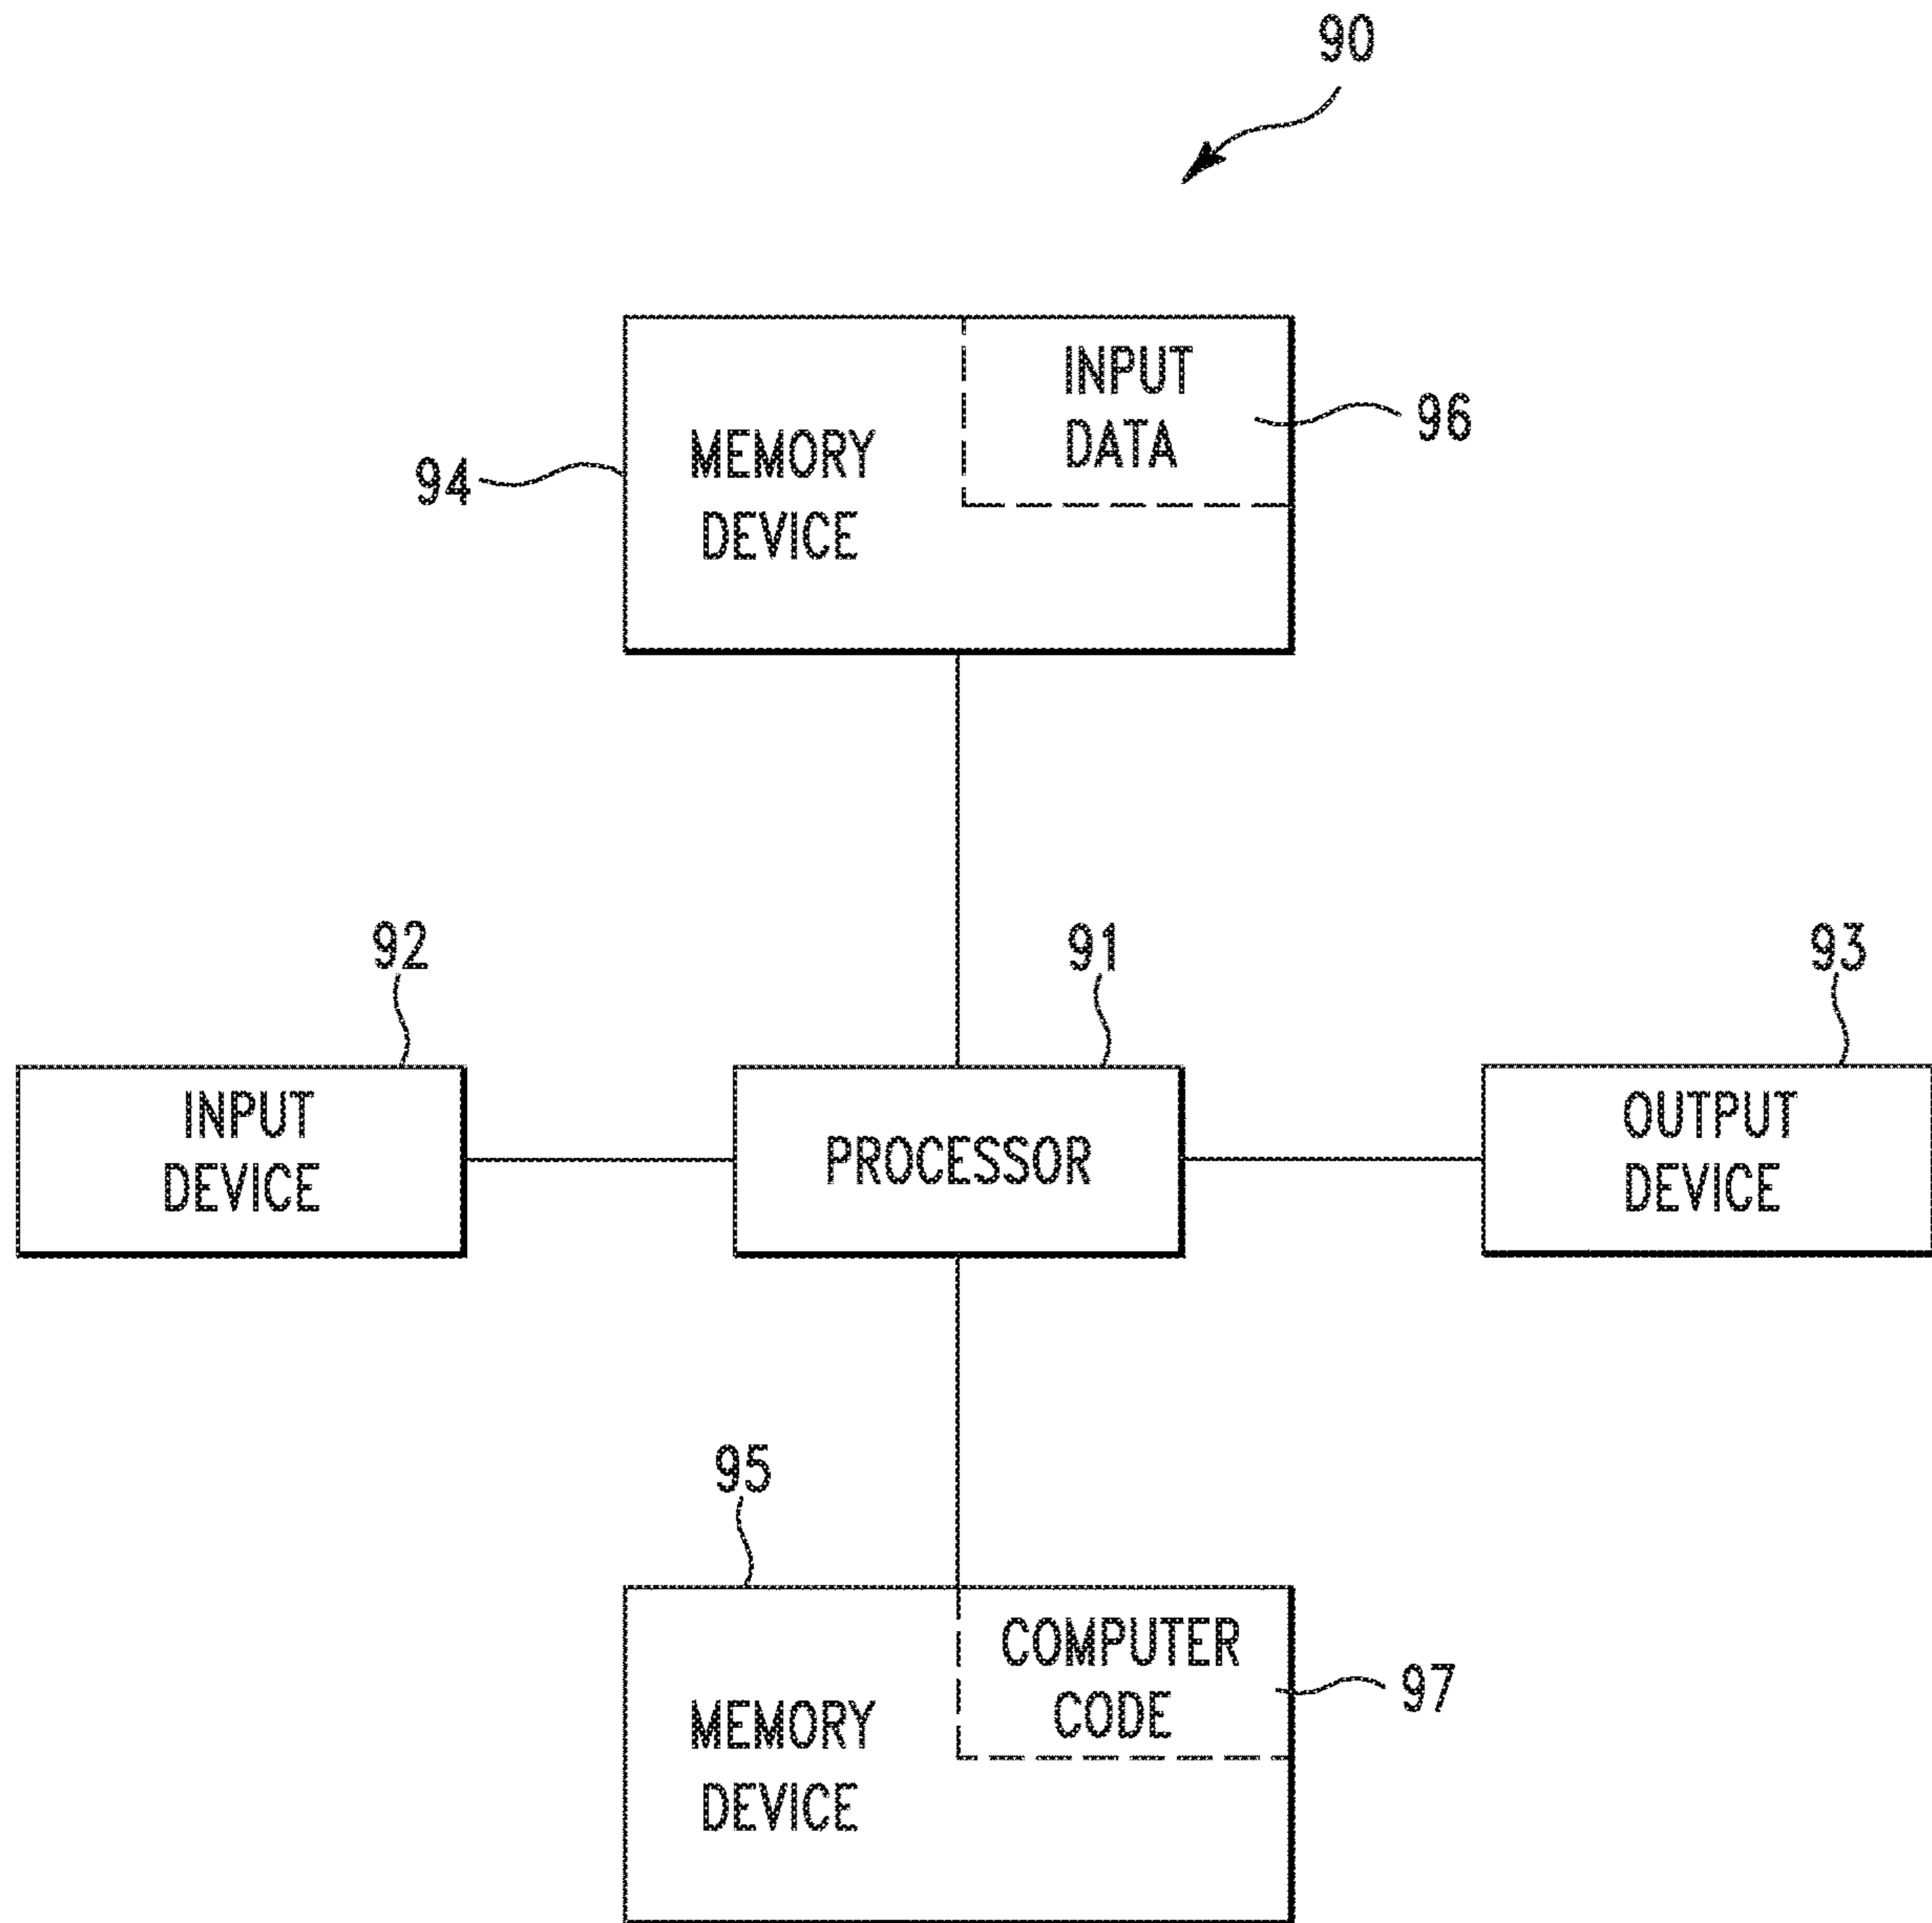 90
INPUT
DATA
96
MEMORY
DEVICE
94
92
91
93
INPUT
DEVICE
PROCESSOR
OUTPUT
DEVICE
95
COMPUTER
CODE
97
MEMORY
DEVICE